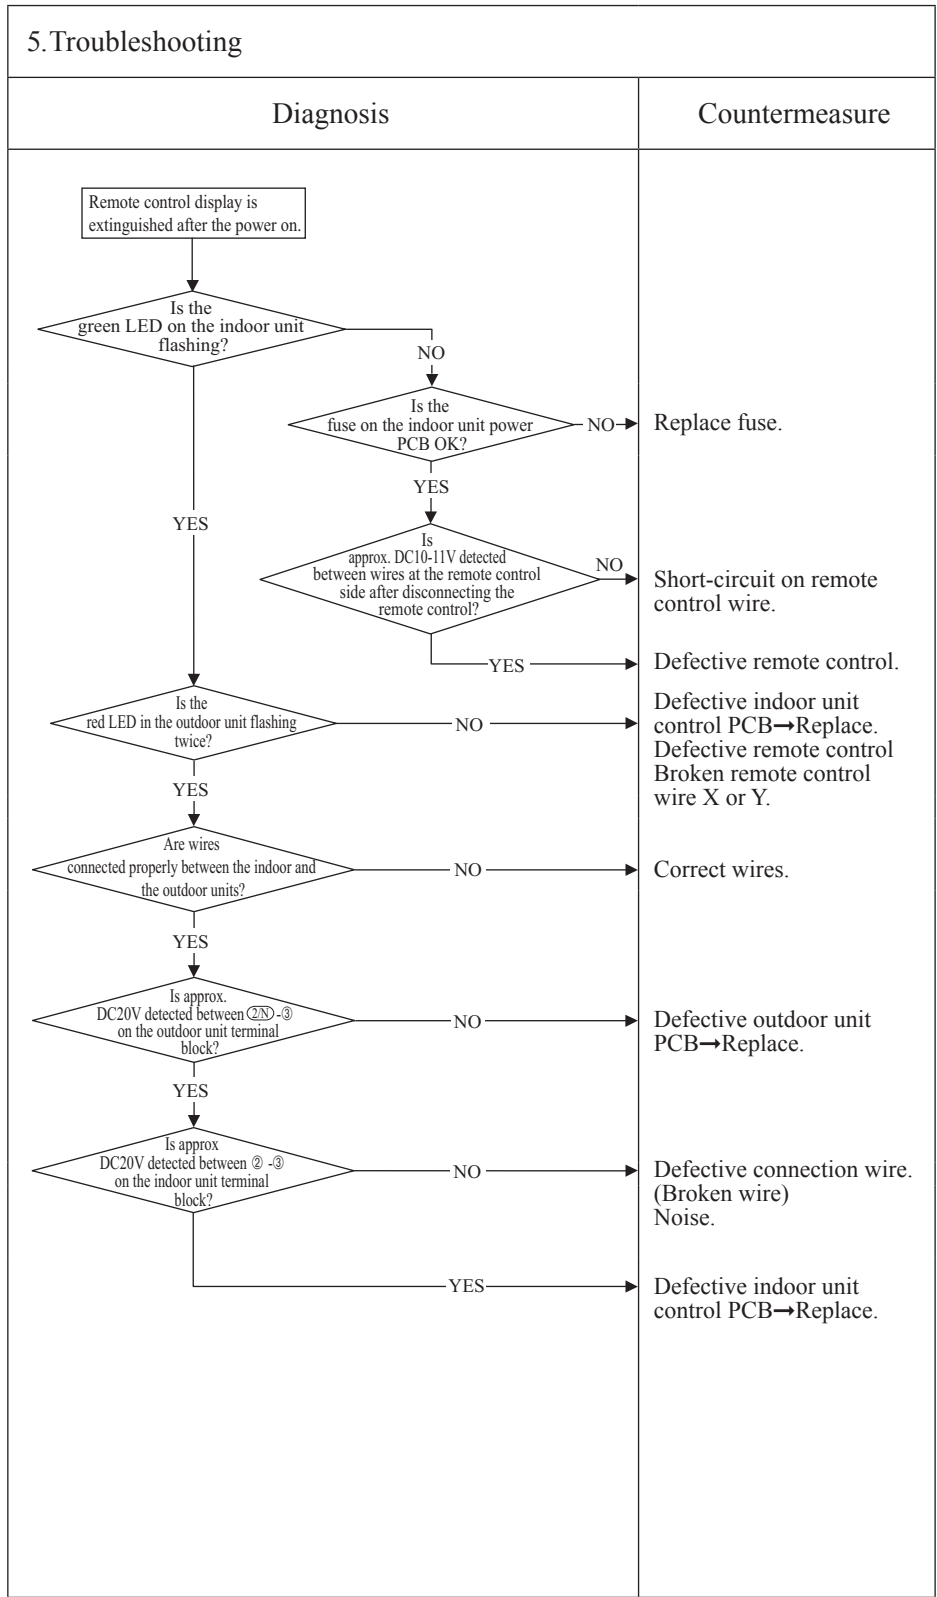 5.Troubleshooting
Diagnosis
Countermeasure
Remote control display is
extinguished after the power on.
Is the
green LED on the indoor unit
flashing?
NO
Is the
fuse on the indoor unit power
PCB OK?
NO
Replace fuse.
YES
YES
Is
approx. DC10-11V detected
between wires at the remote control
side after disconnecting the
remote control?
NO
Short-circuit on remote
control wire.
YES
Defective remote control.
Is the
red LED in the outdoor unit flashing
twice?
NO
Defective indoor unit
control PCB→Replace.
Defective remote control
Broken remote control
wire X or Y.
YES
Are wires
connected properly between the indoor and
the outdoor units?
NO
Correct wires.
YES
Is approx.
DC20V detected between 2/N -③
on the outdoor unit terminal
block?
NO
Defective outdoor unit
PCB→Replace.
YES
Is approx
DC20V detected between ② -③
on the indoor unit terminal
block?
NO
Defective connection wire.
(Broken wire)
Noise.
YES
Defective indoor unit
control PCB→Replace.